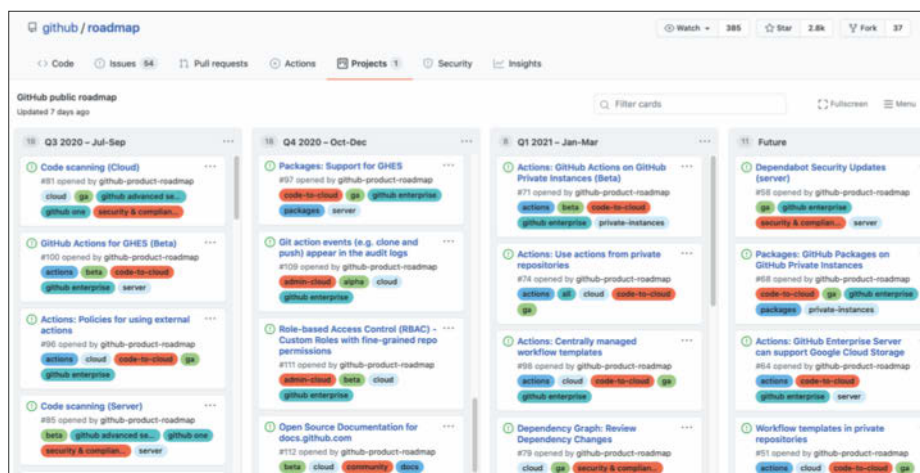 github / roadmap
Watch 385 Star 2.8k Fork 37
Code Issues 54 Pull requests Actions Projects 1 Security Insights
GitHub public roadmap
Updated 7 days ago
Filter cards Fullscreen Menu
Q3 2020 – Jul-Sep
Code scanning (Cloud)
#81 opened by github-product-roadmap
cloud ga github advanced se...
github one security & complian...
GitHub Actions for GHES (Beta)
#100 opened by github-product-roadmap
actions beta code-to-cloud
github enterprise server
Actions: Policies for using external
actions
#96 opened by github-product-roadmap
actions cloud code-to-cloud ga
github enterprise
Code scanning (Server)
#85 opened by github-product-roadmap
beta github advanced se... github one
security & complian... server
Q4 2020 – Oct-Dec
Packages: Support for GHES
#97 opened by github-product-roadmap
code-to-cloud ga github enterprise
packages server
Git action events (e.g. clone and
push) appear in the audit logs
#109 opened by github-product-roadmap
admin-cloud alpha cloud
github enterprise
Role-based Access Control (RBAC) -
Custom Roles with fine-grained repo
permissions
#111 opened by github-product-roadmap
admin-cloud beta cloud
github enterprise
Open Source Documentation for
docs.github.com
#112 opened by github-product-roadmap
beta cloud community docs
Q1 2021 – Jan-Mar
Actions: GitHub Actions on GitHub
Private Instances (Beta)
#71 opened by github-product-roadmap
actions beta code-to-cloud
github enterprise private-instances
Actions: Use actions from private
repositories
#74 opened by github-product-roadmap
actions all cloud code-to-cloud
ga
Actions: Centrally managed
workflow templates
#98 opened by github-product-roadmap
actions cloud code-to-cloud ga
github enterprise
Dependency Graph: Review
Dependency Changes
#79 opened by github-product-roadmap
cloud ga security & complian...
11 Future
Dependabot Security Updates
(server)
#58 opened by github-product-roadmap
ga github enterprise
security & complian... server
Packages: GitHub Packages on
GitHub Private Instances
#68 opened by github-product-roadmap
code-to-cloud ga github enterprise
packages private-instances
Actions: GitHub Enterprise Server
can support Google Cloud Storage
#64 opened by github-product-roadmap
actions code-to-cloud
github enterprise server
Workflow templates in private
repositories
#51 opened by github-product-roadmap
actions cloud code-to-cloud ga